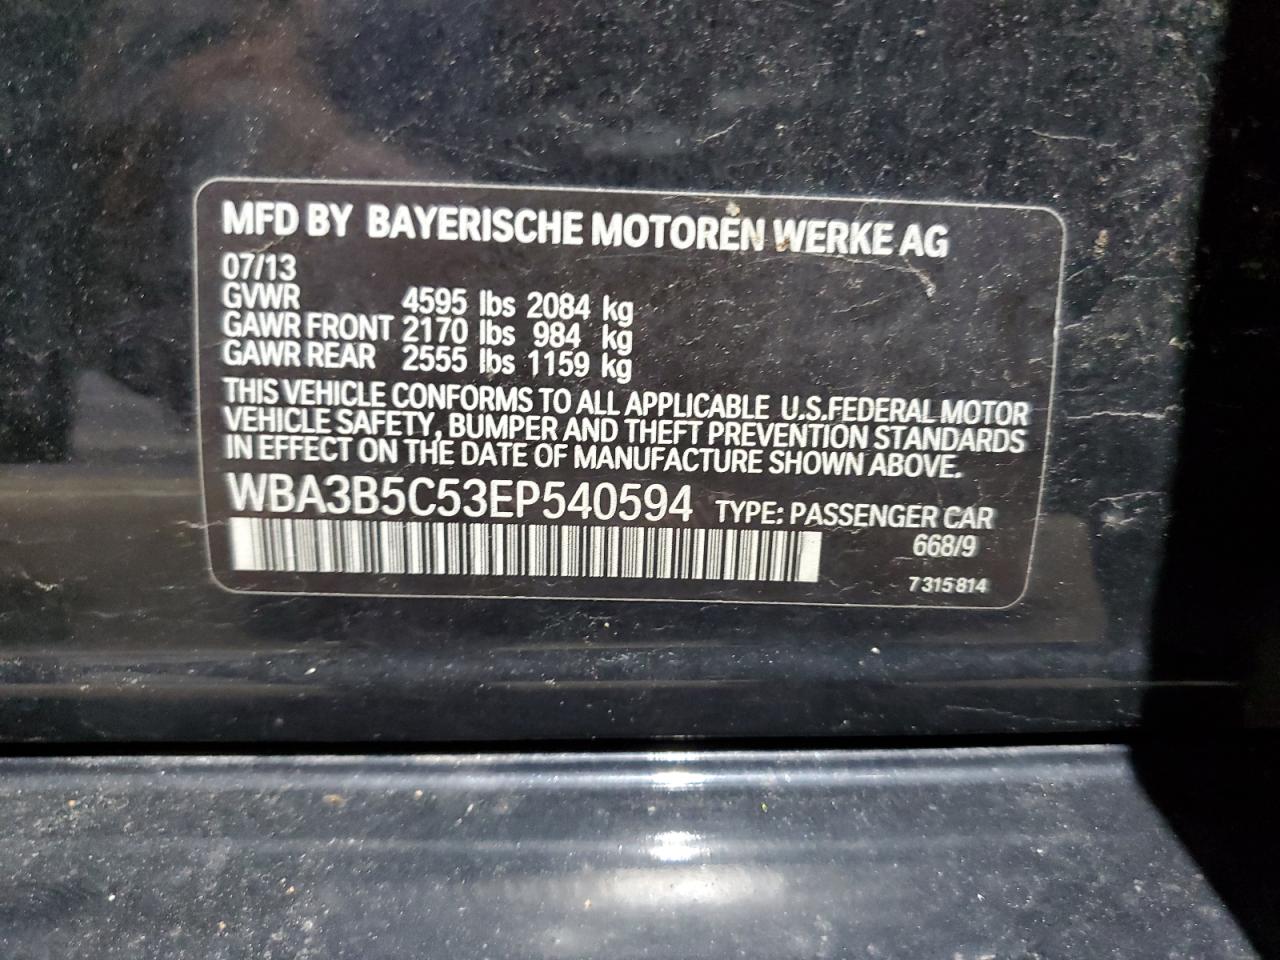 MFD BY BAYERISCHE MOTOREN WERKE AG
07/13
GVWR 4595 lbs 2084 kg
GAWR FRONT 2170 lbs 984 kg
GAWR REAR 2555 lbs 1159 kg
THIS VEHICLE CONFORMS TO ALL APPLICABLE U.S.FEDERAL MOTOR
VEHICLE SAFETY, BUMPER AND THEFT PREVENTION STANDARDS
IN EFFECT ON THE DATE OF MANUFACTURE SHOWN ABOVE.
WBA3B5C53EP540594 TYPE: PASSENGER CAR
668/9
7 315 814